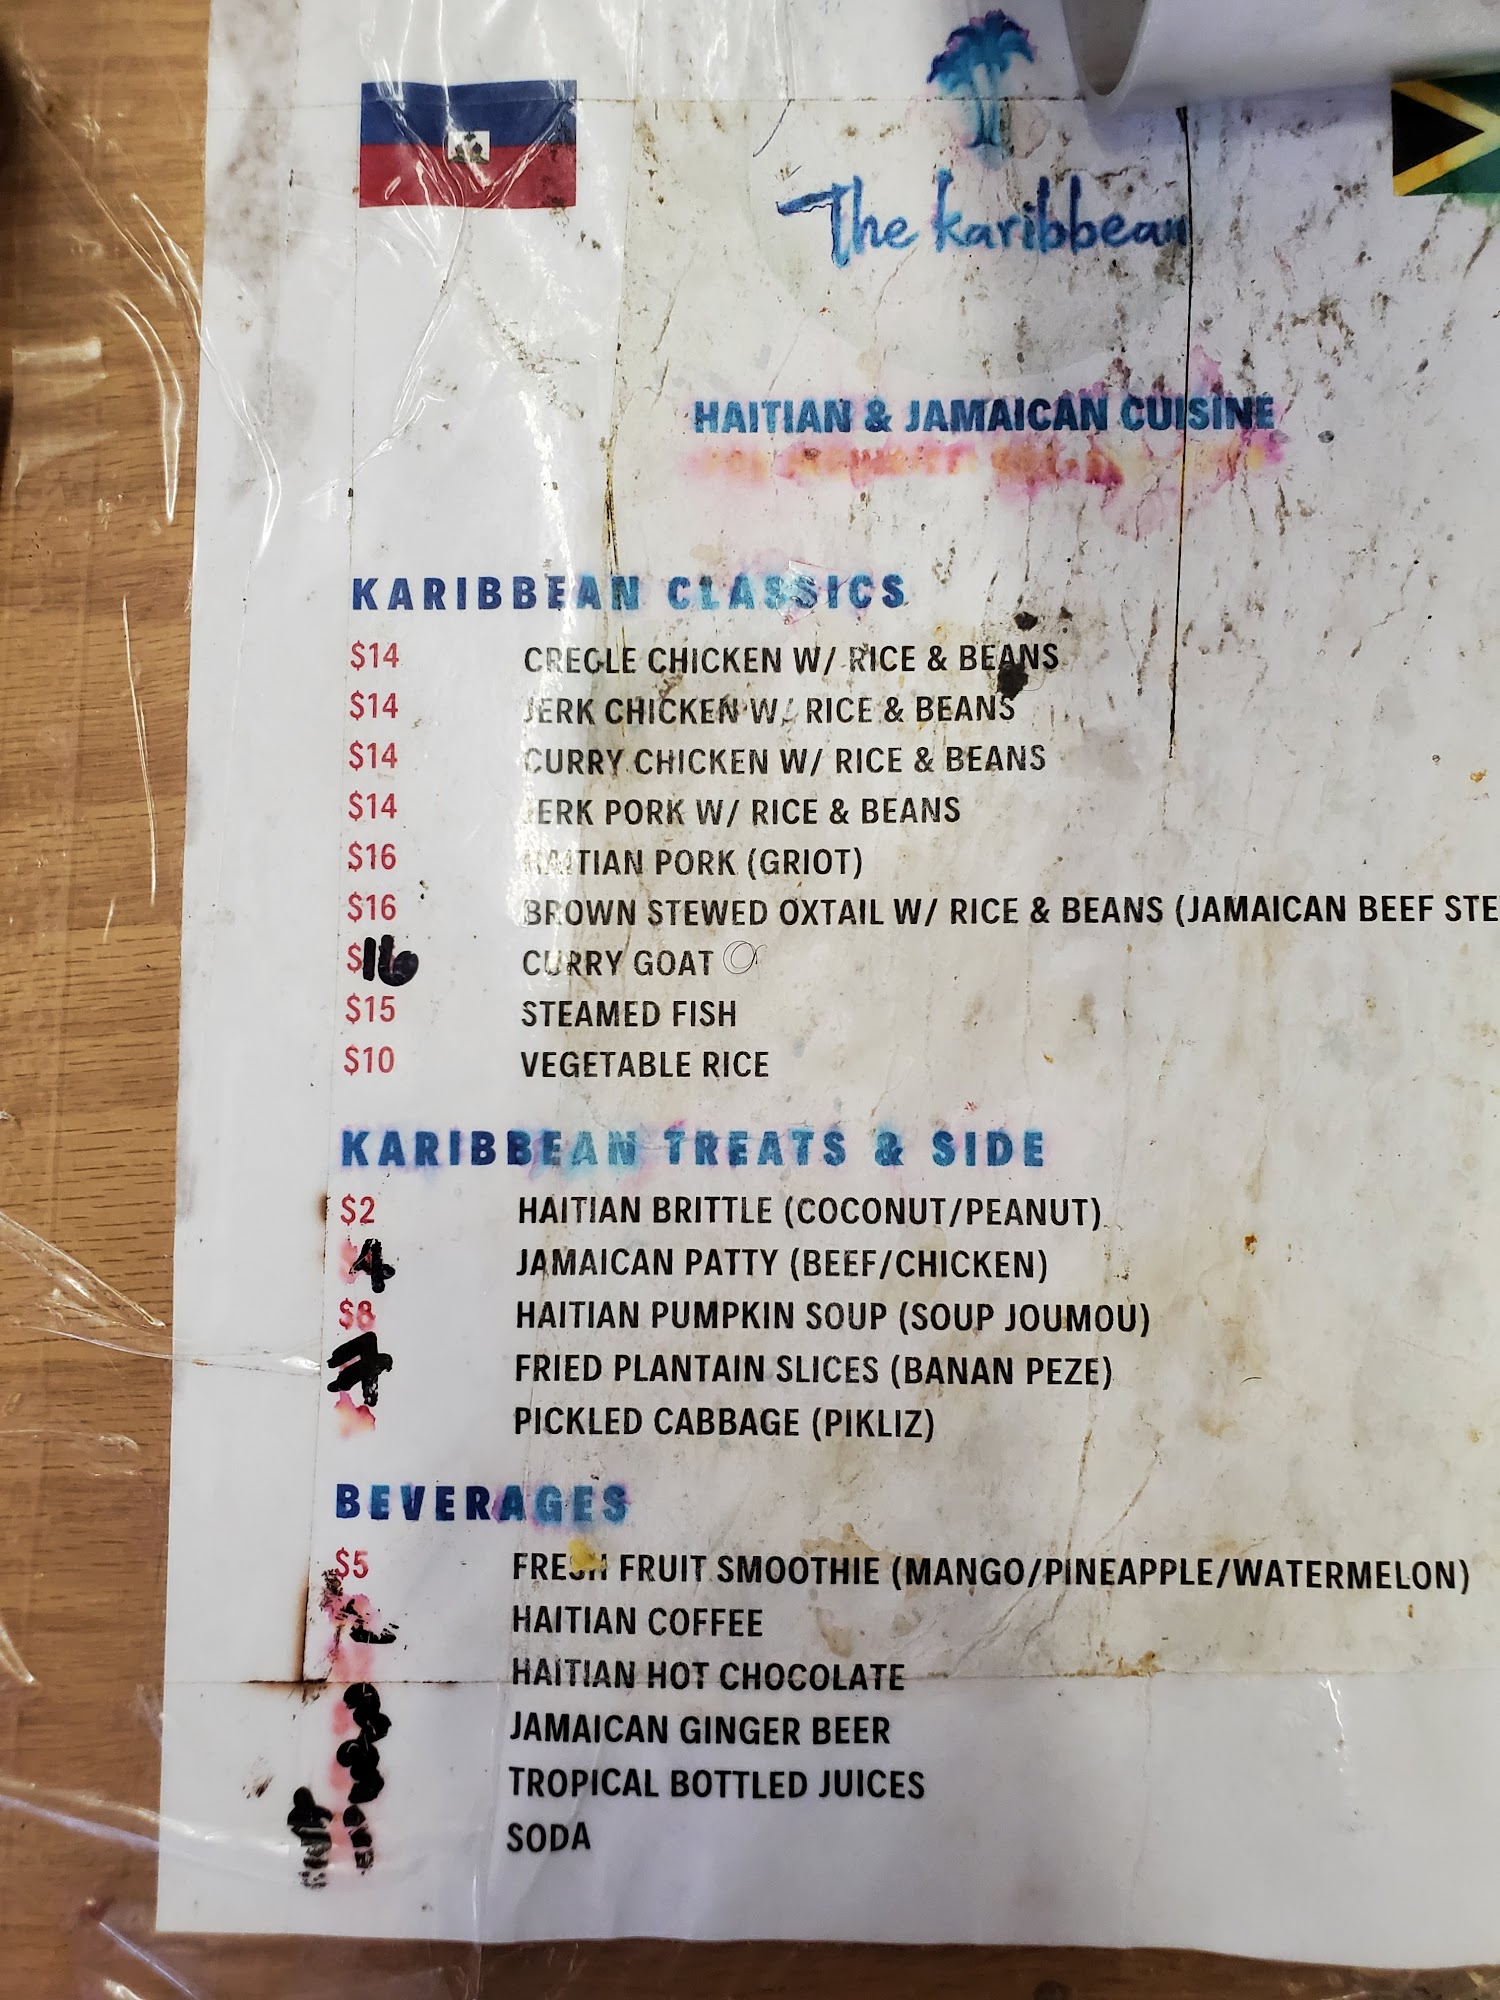 The karibbean
HAITIAN & JAMAICAN CUISINE
KARIBBEAN CLASSICS
$14 CREOLE CHICKEN W/ RICE & BEANS
$14 JERK CHICKEN W/ RICE & BEANS
$14 CURRY CHICKEN W/ RICE & BEANS
$14 JERK PORK W/ RICE & BEANS
$16 HAITIAN PORK (GRIOT)
$16 BROWN STEWED OXTAIL W/ RICE & BEANS (JAMAICAN BEEF STE
$16 CURRY GOAT
$15 STEAMED FISH
$10 VEGETABLE RICE
KARIBBEAN TREATS & SIDE
$2 HAITIAN BRITTLE (COCONUT/PEANUT)
4 JAMAICAN PATTY (BEEF/CHICKEN)
$8 HAITIAN PUMPKIN SOUP (SOUP JOUMOU)
7 FRIED PLANTAIN SLICES (BANAN PEZE)
PICKLED CABBAGE (PIKLIZ)
BEVERAGES
$5 FRESH FRUIT SMOOTHIE (MANGO/PINEAPPLE/WATERMELON)
HAITIAN COFFEE
HAITIAN HOT CHOCOLATE
JAMAICAN GINGER BEER
TROPICAL BOTTLED JUICES
SODA